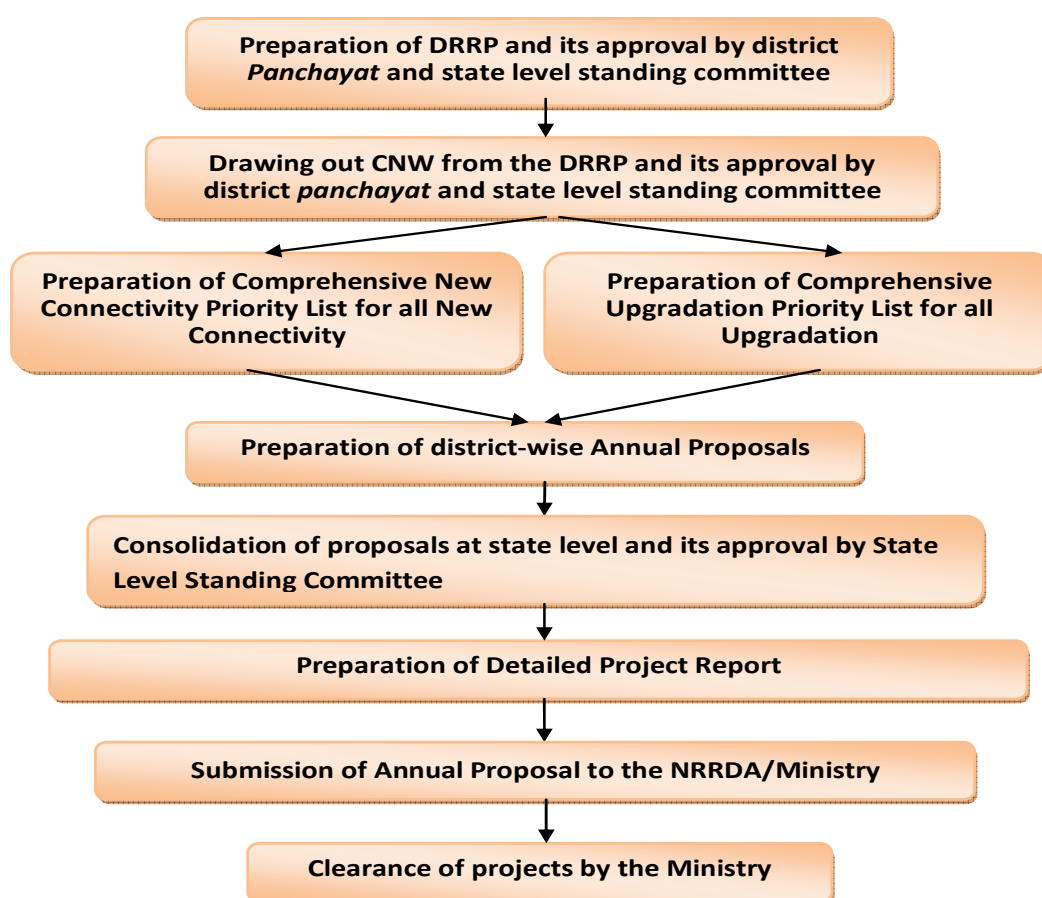 Preparation of DRRP and its approval by district
Panchayat and state level standing committee
Drawing out CNW from the DRRP and its approval by
district panchayat and state level standing committee
Preparation of Comprehensive New
Connectivity Priority List for all New
Connectivity
Preparation of Comprehensive
Upgradation Priority List for all
Upgradation
Preparation of district-wise Annual Proposals
Consolidation of proposals at state level and its approval by State
Level Standing Committee
Preparation of Detailed Project Report
Submission of Annual Proposal to the NRRDA/Ministry
Clearance of projects by the Ministry